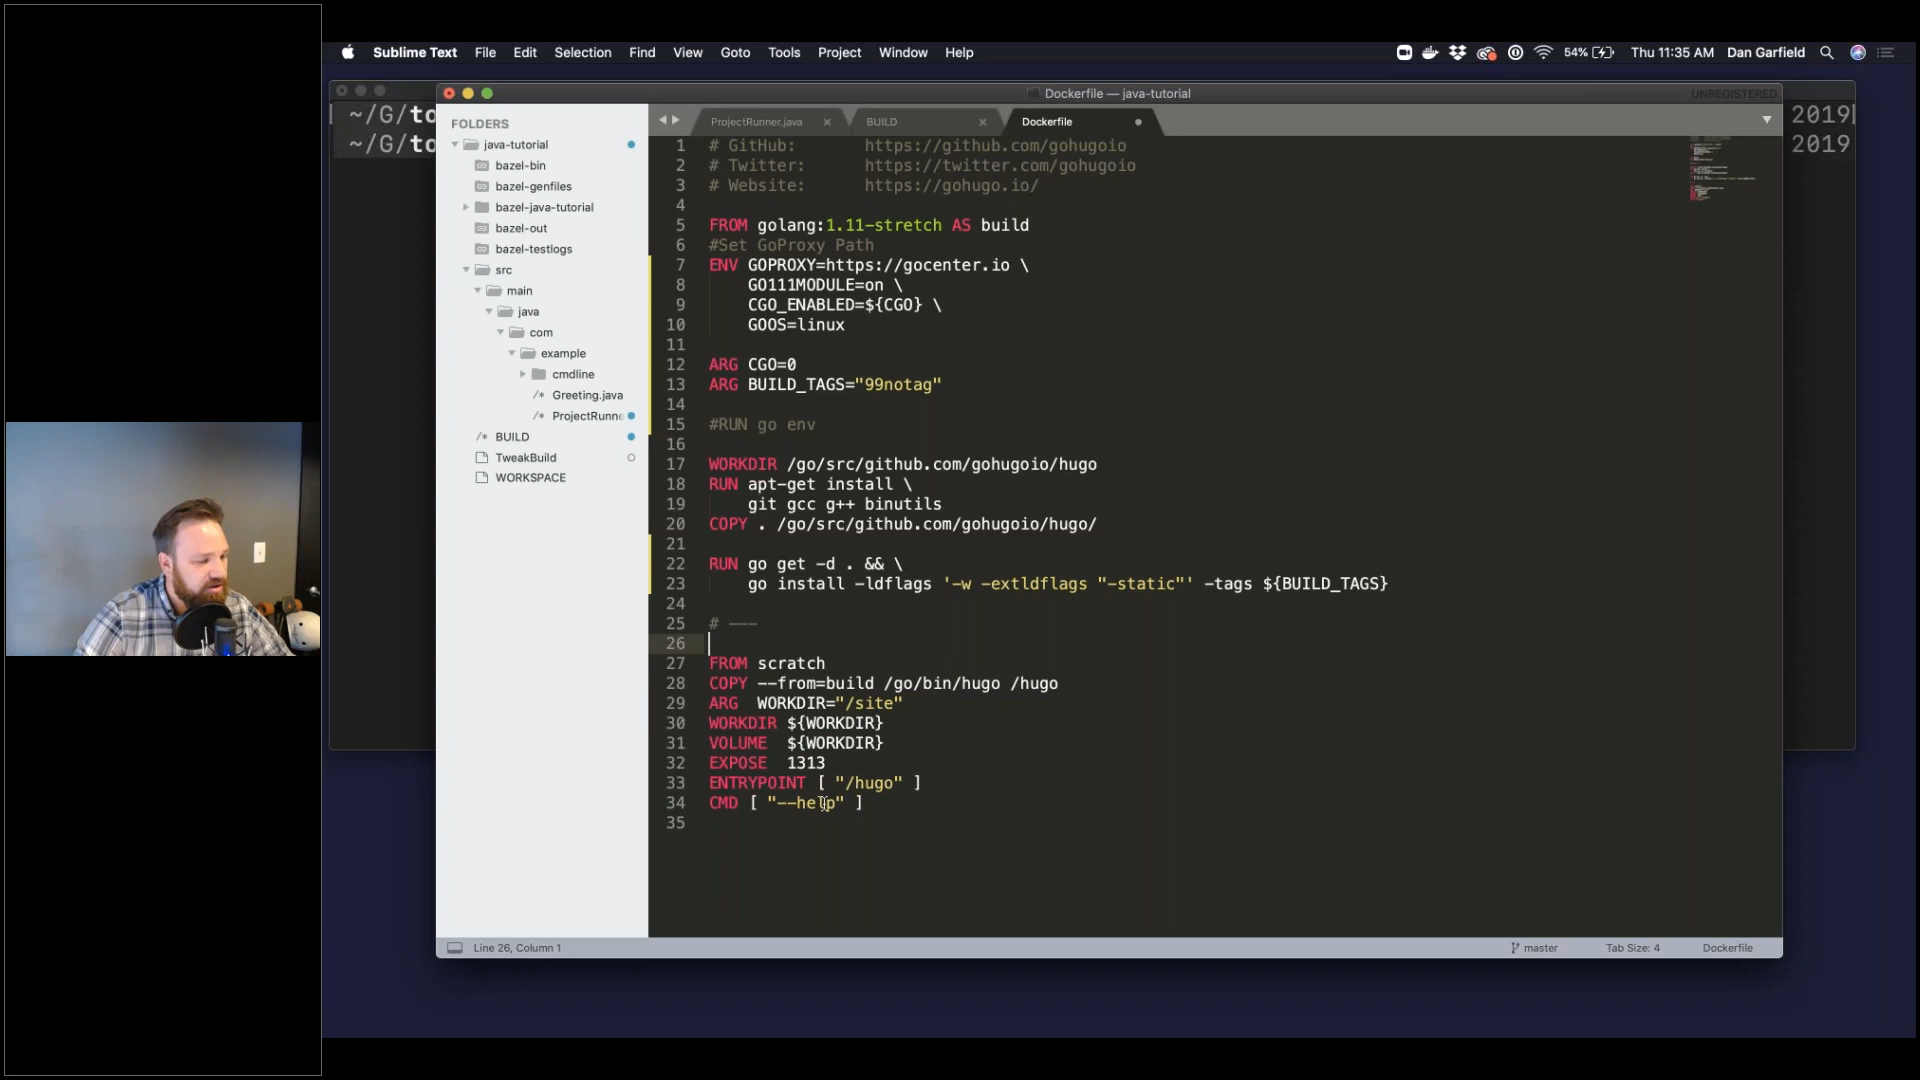 Sublime Text File Edit Selection Find View Goto Tools Project Window Help
54% Thu 11:35 AM Dan Garfield
Dockerfile — java-tutorial
UNREGISTERED
~/G/to
~/G/to
2019
2019
FOLDERS
java-tutorial
bazel-bin
bazel-genfiles
bazel-java-tutorial
bazel-out
bazel-testlogs
src
main
java
com
example
cmdline
/* Greeting.java
/* ProjectRunne
/* BUILD
TweakBuild
WORKSPACE
ProjectRunner.java × BUILD × Dockerfile
1 # GitHub: https://github.com/gohugoio
2 # Twitter: https://twitter.com/gohugoio
3 # Website: https://gohugo.io/
4
5 FROM golang:1.11-stretch AS build
6 #Set GoProxy Path
7 ENV GOPROXY=https://gocenter.io \
8 GO111MODULE=on \
9 CGO_ENABLED=${CGO} \
10 GOOS=linux
11
12 ARG CGO=0
13 ARG BUILD_TAGS="99notag"
14
15 #RUN go env
16
17 WORKDIR /go/src/github.com/gohugoio/hugo
18 RUN apt-get install \
19 git gcc g++ binutils
20 COPY . /go/src/github.com/gohugoio/hugo/
21
22 RUN go get -d . && \
23 go install -ldflags '-w -extldflags "-static"' -tags ${BUILD_TAGS}
24
25 # ---
26
27 FROM scratch
28 COPY --from=build /go/bin/hugo /hugo
29 ARG WORKDIR="/site"
30 WORKDIR ${WORKDIR}
31 VOLUME ${WORKDIR}
32 EXPOSE 1313
33 ENTRYPOINT [ "/hugo" ]
34 CMD [ "--help" ]
35
Line 26, Column 1
master Tab Size: 4 Dockerfile